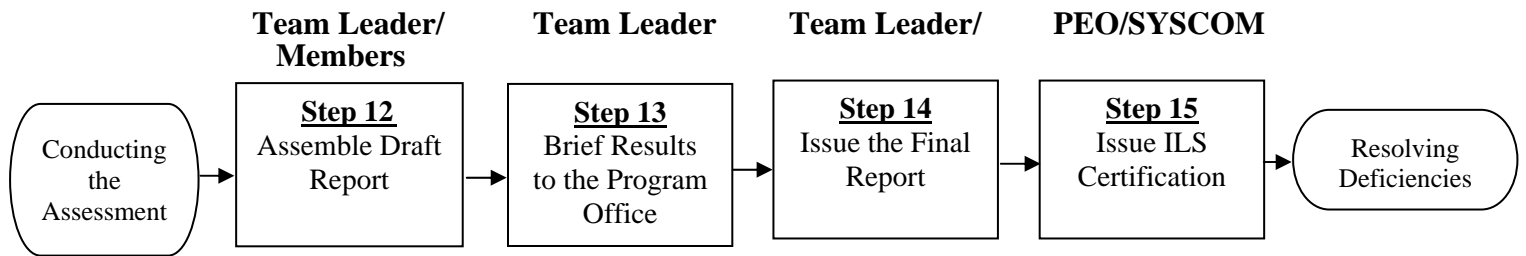 Team Leader/
Members
Team Leader
Team Leader/
PEO/SYSCOM
Conducting
the
Assessment
Step 12
Assemble Draft
Report
Step 13
Brief Results
to the Program
Office
Step 14
Issue the Final
Report
Step 15
Issue ILS
Certification
Resolving
Deficiencies